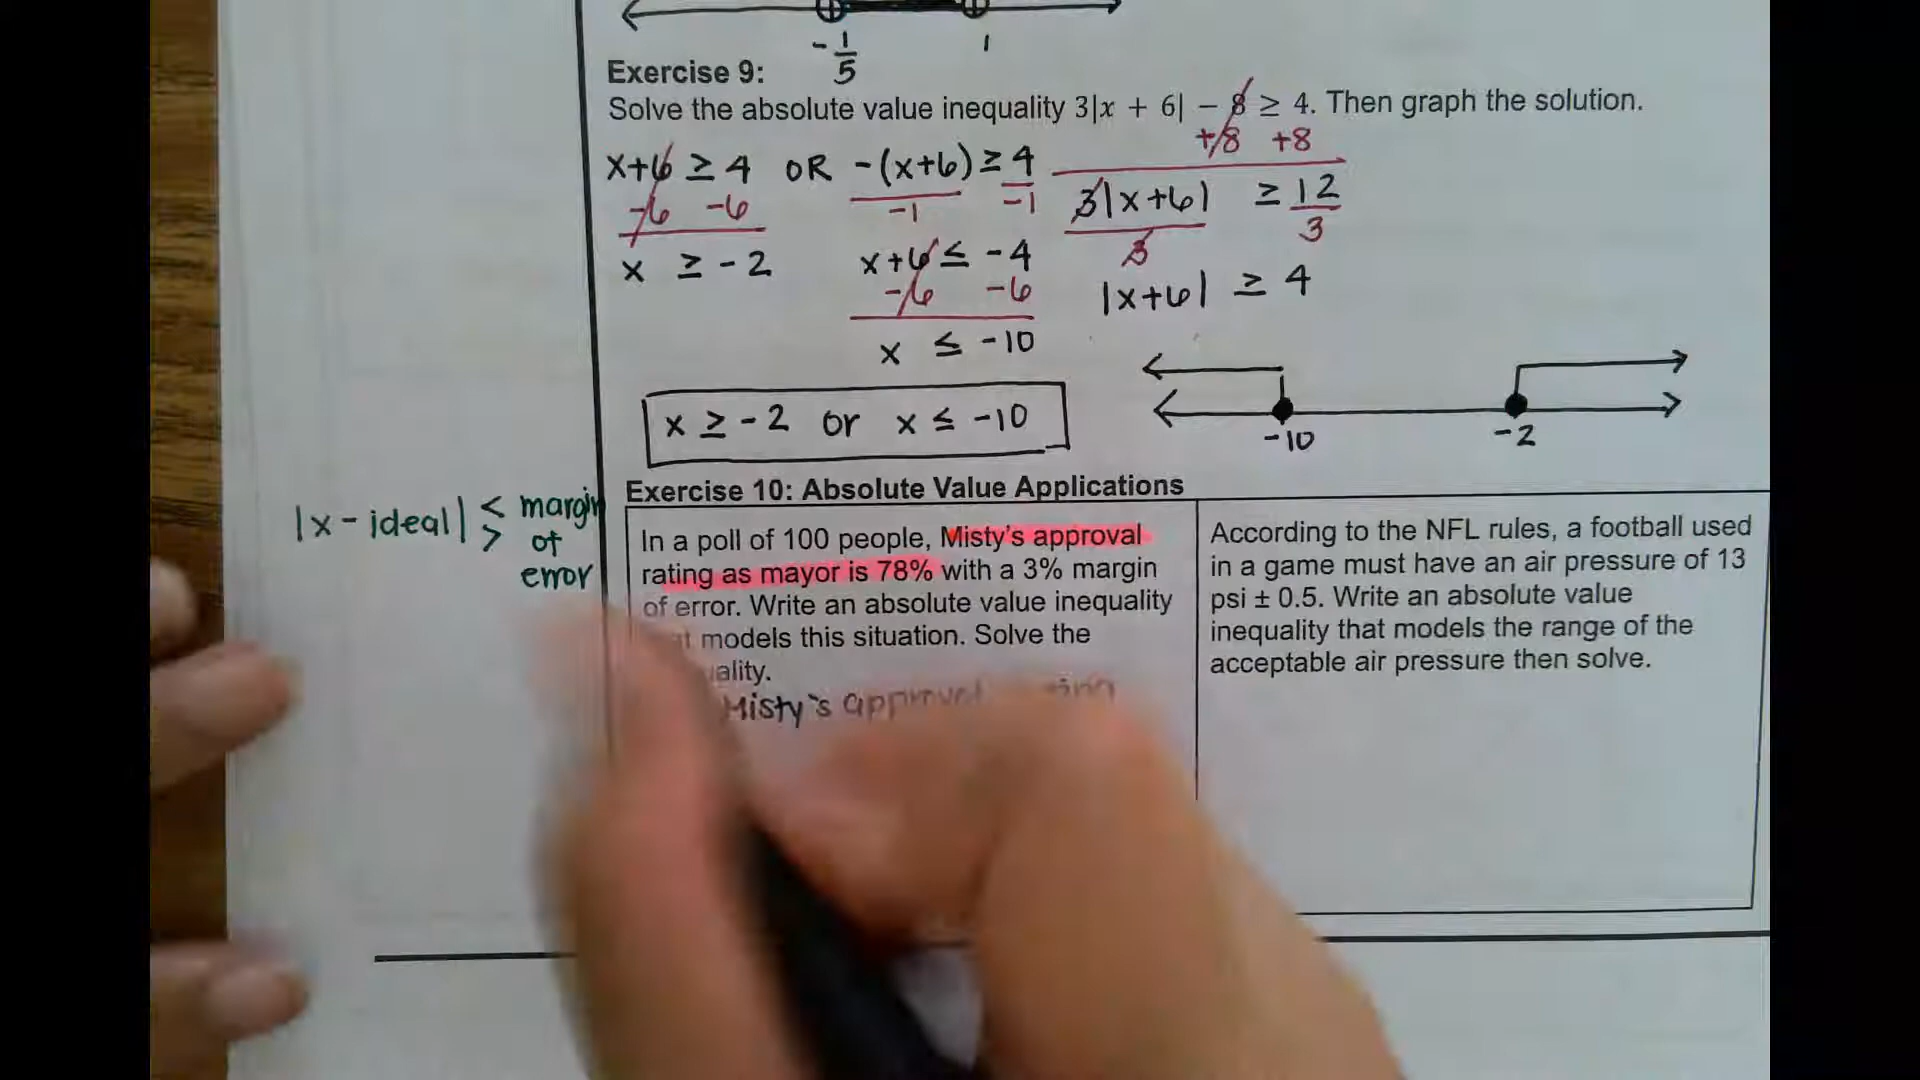 - 1/5
1
Exercise 9:
Solve the absolute value inequality 3|x + 6| − 8 ≥ 4. Then graph the solution.
+8 +8
x+6 ≥ 4 OR -(x+6) ≥ 4
-6 -6
-1 -1
x ≥ -2
x+6 ≤ -4
-6 -6
x ≤ -10
3|x+6| ≥ 12
3 3
|x+6| ≥ 4
x ≥ -2 or x ≤ -10
-10 -2
|x - ideal| < > margin
of
error
Exercise 10: Absolute Value Applications
In a poll of 100 people, Misty's approval
rating as mayor is 78% with a 3% margin
of error. Write an absolute value inequality
models this situation. Solve the
Misty's approval
According to the NFL rules, a football used
in a game must have an air pressure of 13
psi ± 0.5. Write an absolute value
inequality that models the range of the
acceptable air pressure then solve.